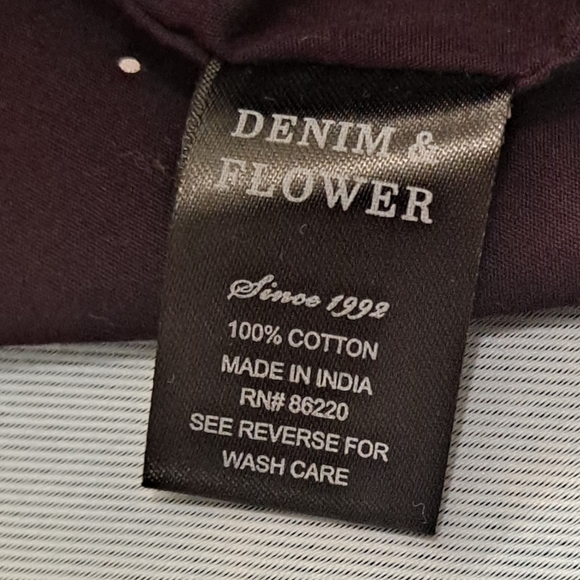 DENIM &
FLOWER
Since 1992
100% COTTON
MADE IN INDIA
RN# 86220
SEE REVERSE FOR
WASH CARE